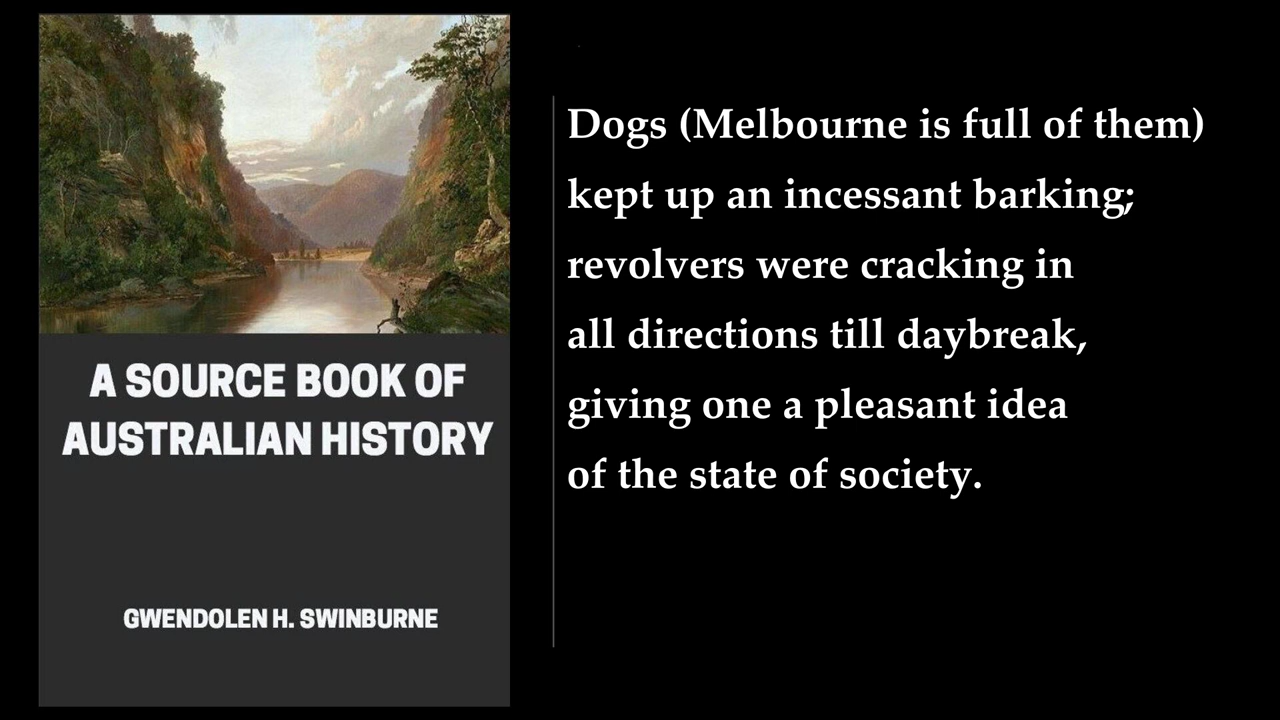 A SOURCE BOOK OF
AUSTRALIAN HISTORY
GWENDOLEN H. SWINBURNE
Dogs (Melbourne is full of them)
kept up an incessant barking;
revolvers were cracking in
all directions till daybreak,
giving one a pleasant idea
of the state of society.